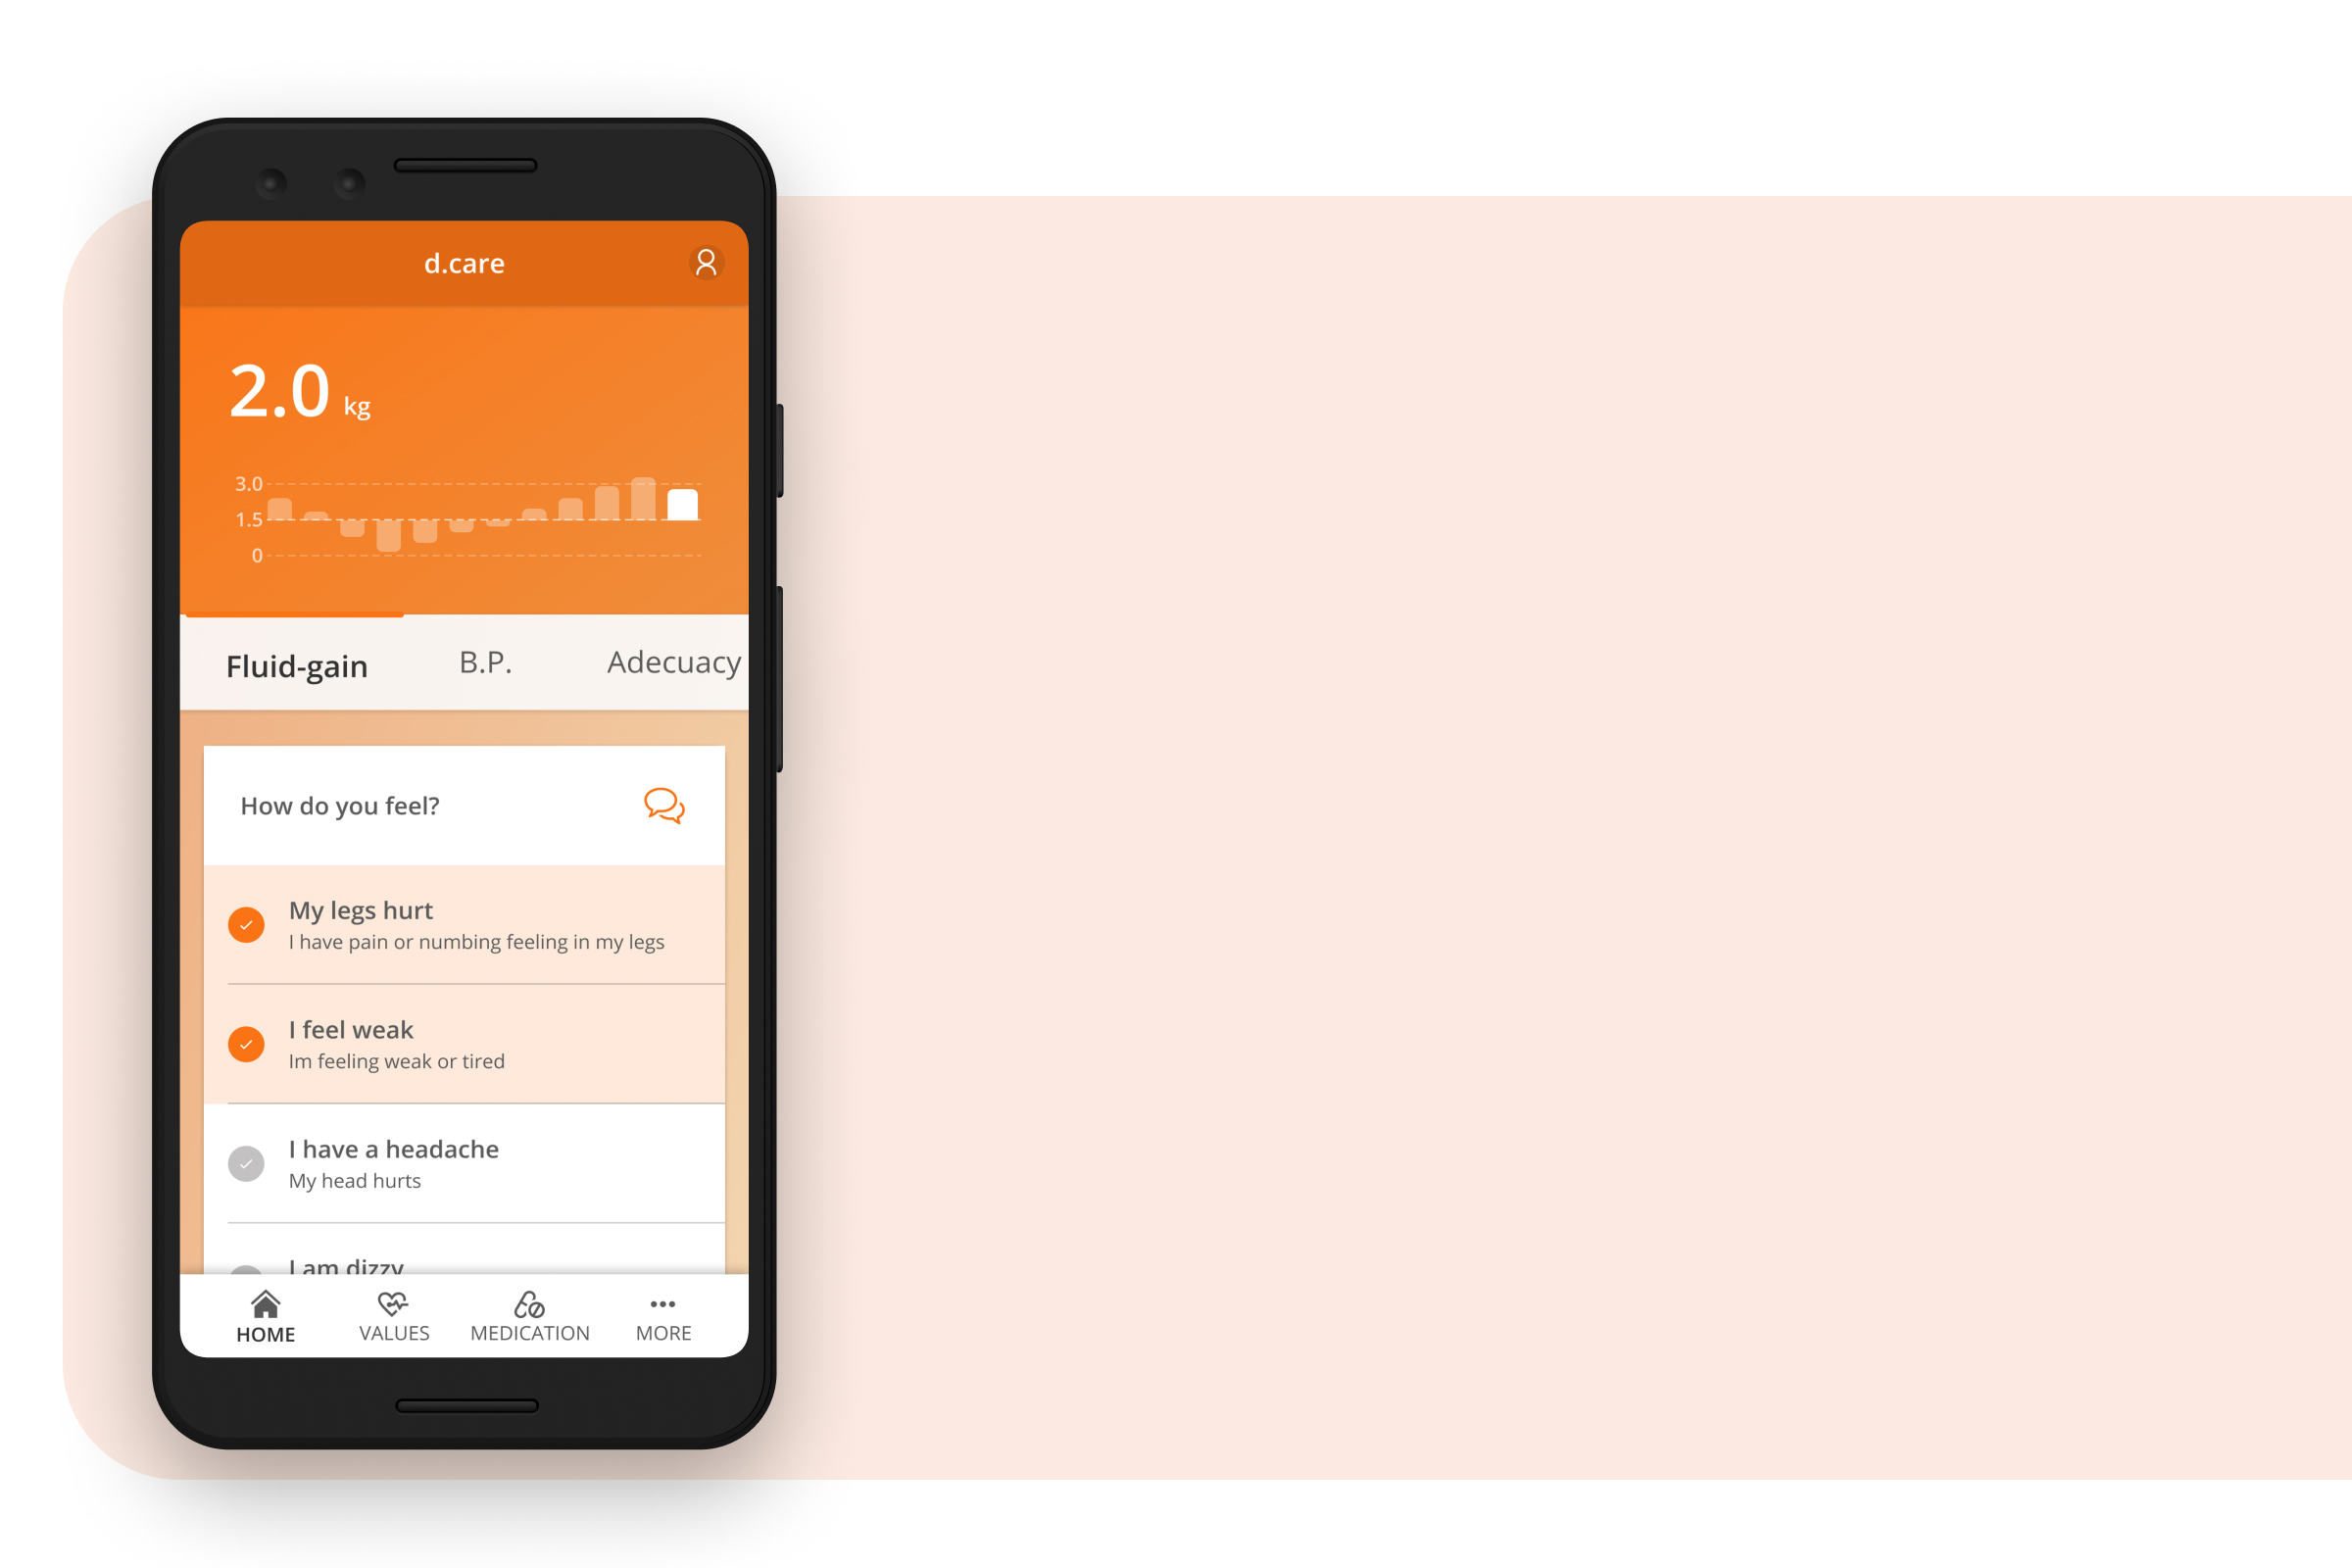 d.care
2.0 kg
3.0
1.5
0
Fluid-gain B.P. Adecuacy
How do you feel?
My legs hurt
I have pain or numbing feeling in my legs
I feel weak
Im feeling weak or tired
I have a headache
My head hurts
I am dizzy
HOME VALUES MEDICATION MORE